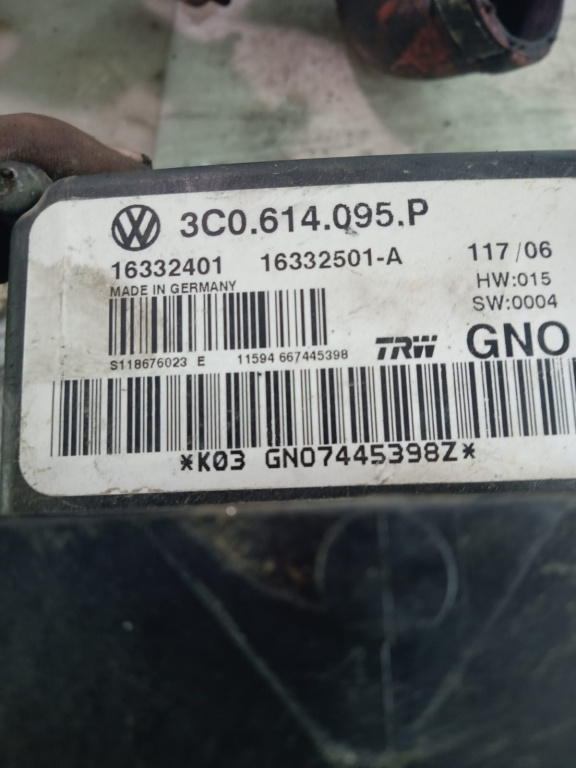 3C0.614.095.P
16332401 16332501-A 117/06
MADE IN GERMANY HW:015
SW:0004
S118676023 E 11594 667445398 TRW GNO
*K03 GNO7445398Z*